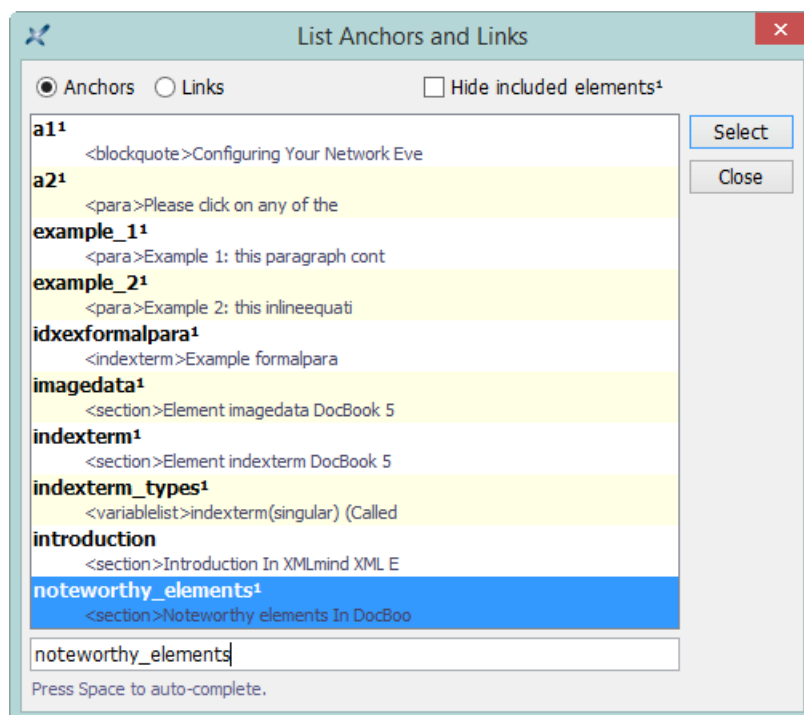 List Anchors and Links
Anchors Links Hide included elements¹
a1¹
<blockquote>Configuring Your Network Eve
a2¹
<para>Please click on any of the
example_1¹
<para>Example 1: this paragraph cont
example_2¹
<para>Example 2: this inlineequati
idxexformalpara¹
<indexterm>Example formalpara
imagedata¹
<section>Element imagedata DocBook 5
indexterm¹
<section>Element indexterm DocBook 5
indexterm_types¹
<variablelist>indexterm(singular) (Called
introduction
<section>Introduction In XMLmind XML E
noteworthy_elements¹
<section>Noteworthy elements In DocBoo
noteworthy_elements
Press Space to auto-complete.
Select
Close